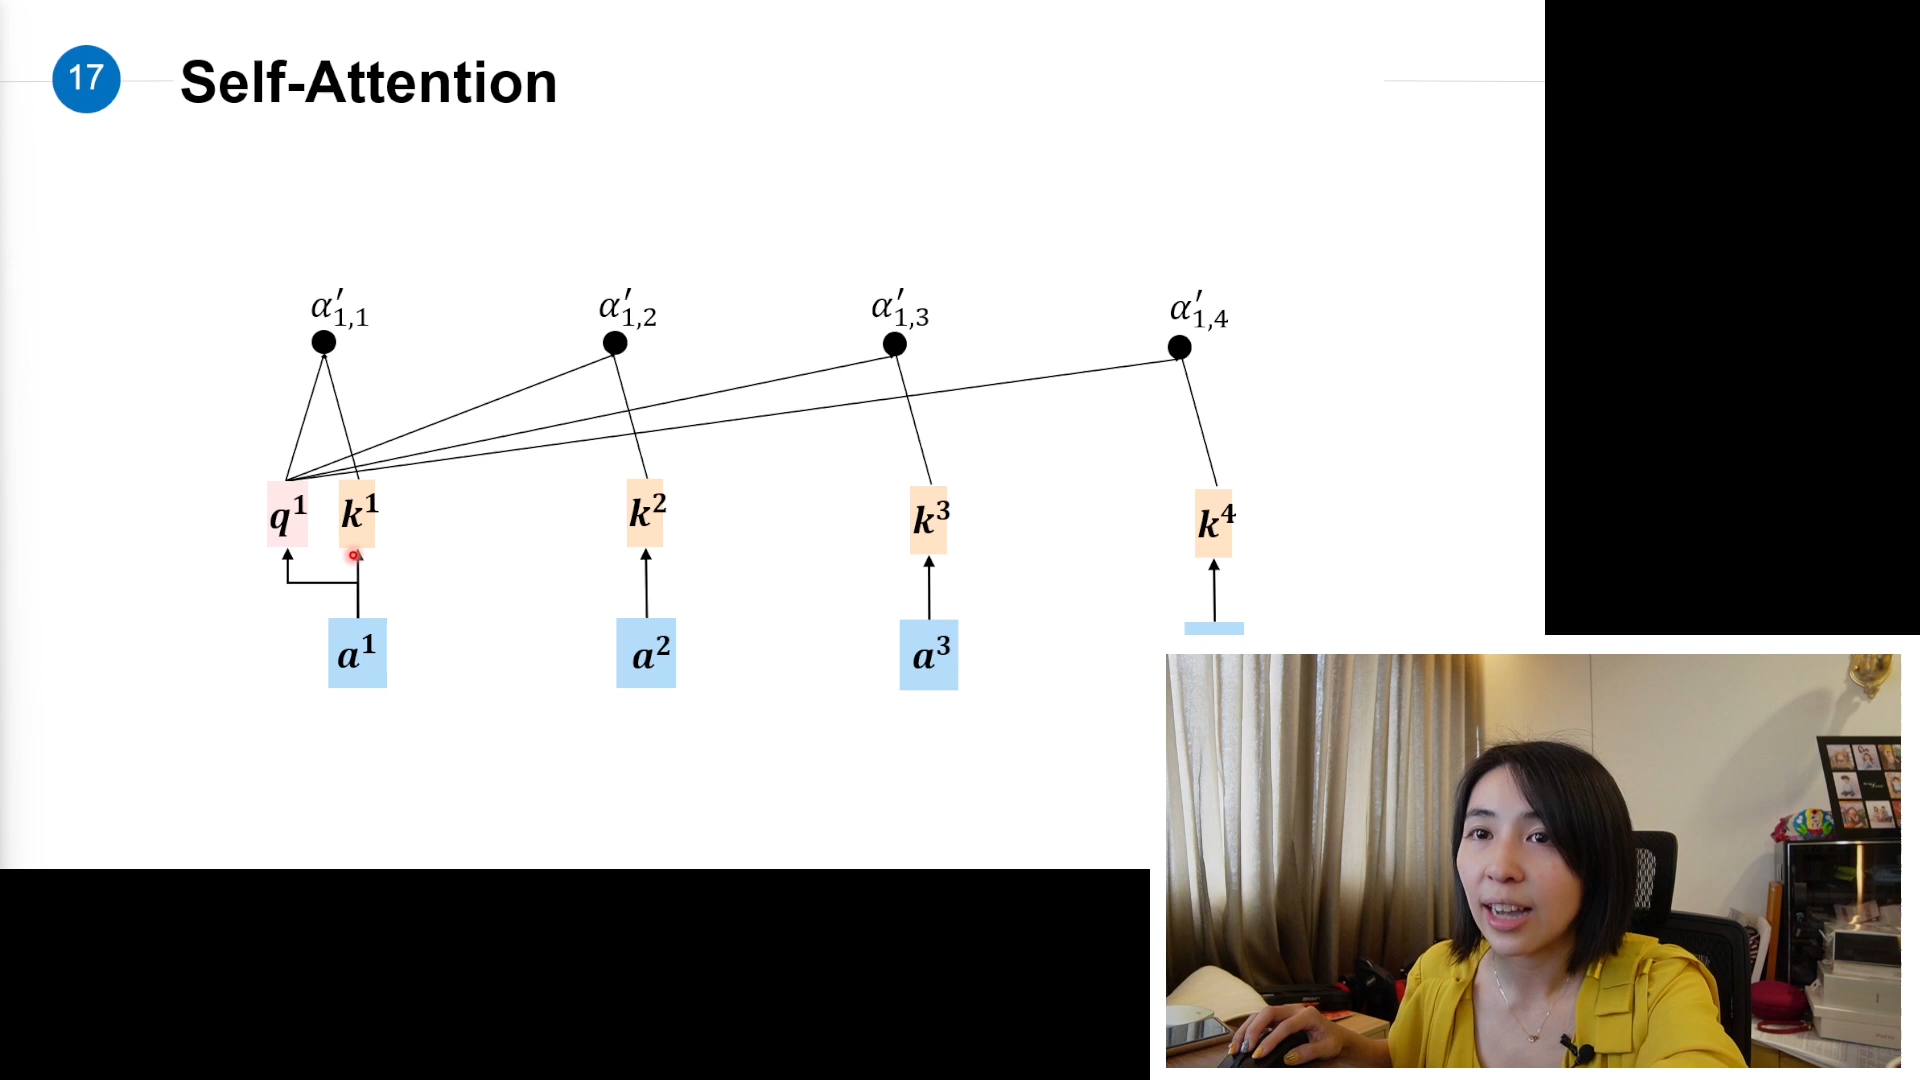 17 Self-Attention
α′1,1 α′1,2 α′1,3 α′1,4
q¹ k¹ k² k³ k⁴
a¹ a² a³